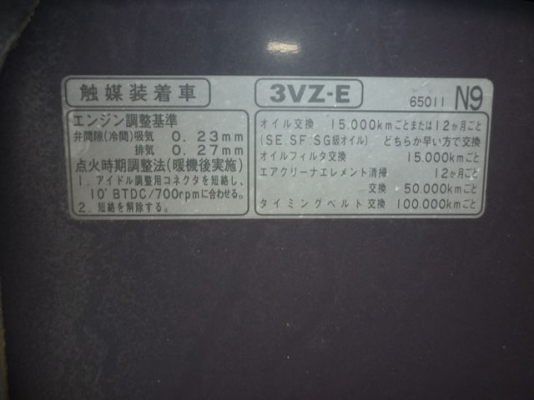 触媒装着車
エンジン調整基準
弁間隙(冷間)吸気 0.23mm
排気 0.27mm
点火時期調整法(暖機後実施)
1. アイドル調整用コネクタを短絡し、
10°BTDC/700rpmに合わせる。
2. 短絡を解除する。
3VZ-E 65011 N9
オイル交換 15.000kmごとまたは12か月ごと
(SE.SF.SG級オイル) どちらか早い方で交換
オイルフィルタ交換 15.000kmごと
エアクリーナエレメント清掃 12か月ごと
交換 50.000kmごと
タイミングベルト交換 100.000kmごと